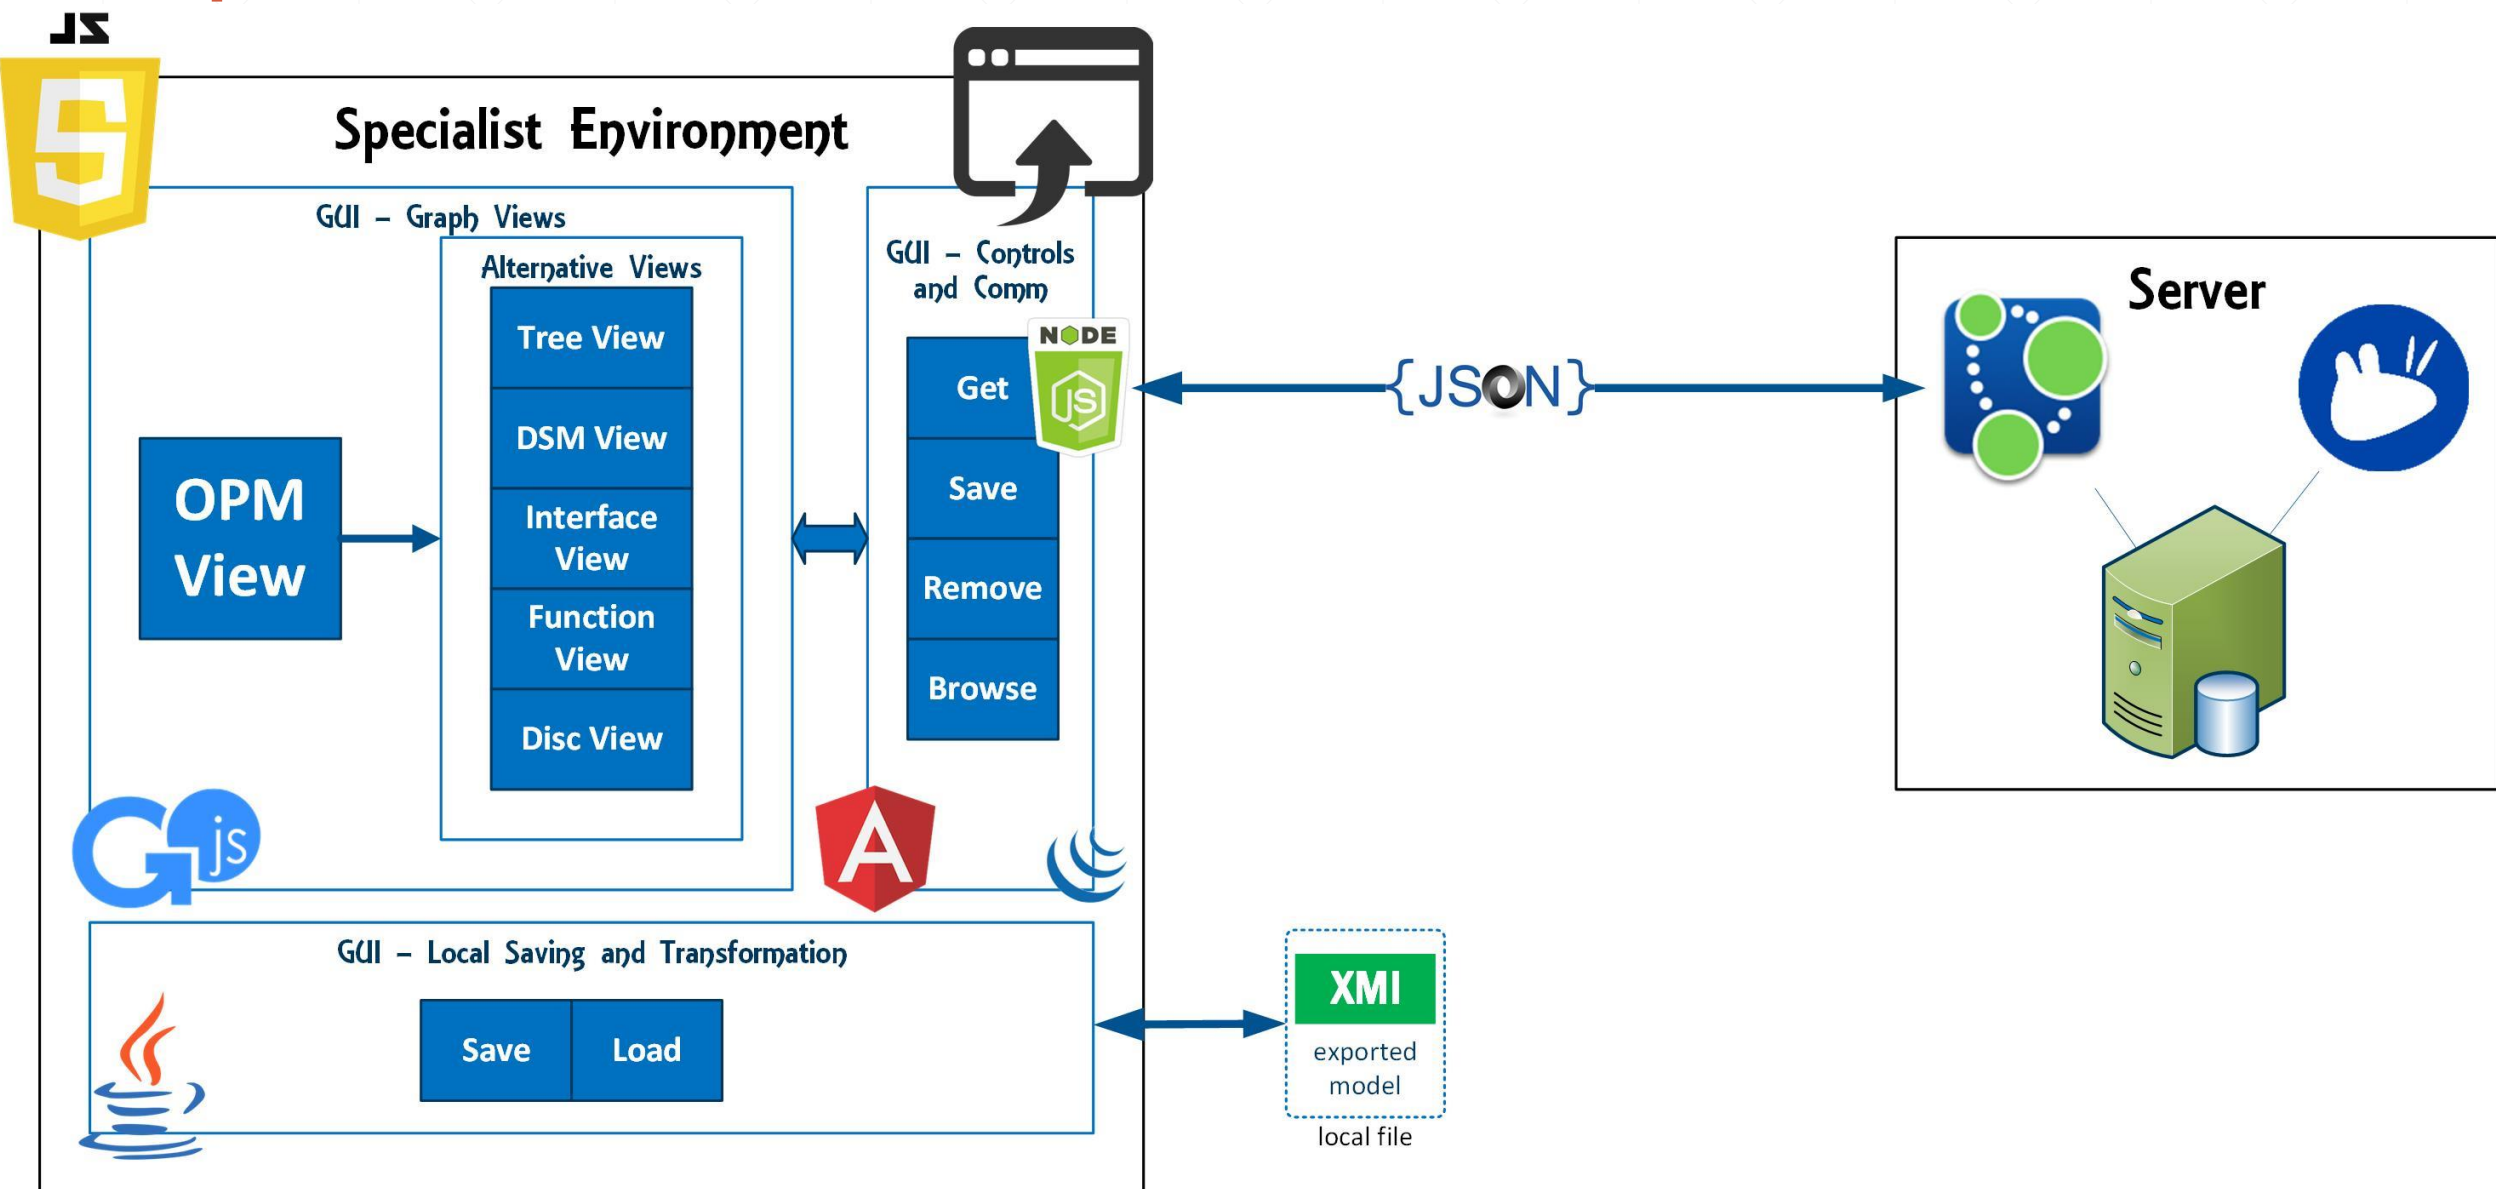 JS
Specialist Environment
GUI – Graph Views
Alternative Views
Tree View
DSM View
Interface
View
Function
View
Disc View
OPM
View
GUI – Controls
and Comm
NODE
JS
Get
Save
Remove
Browse
{JSON}
Server
G
js
A
GUI – Local Saving and Transformation
Save
Load
XMI
exported
model
local file